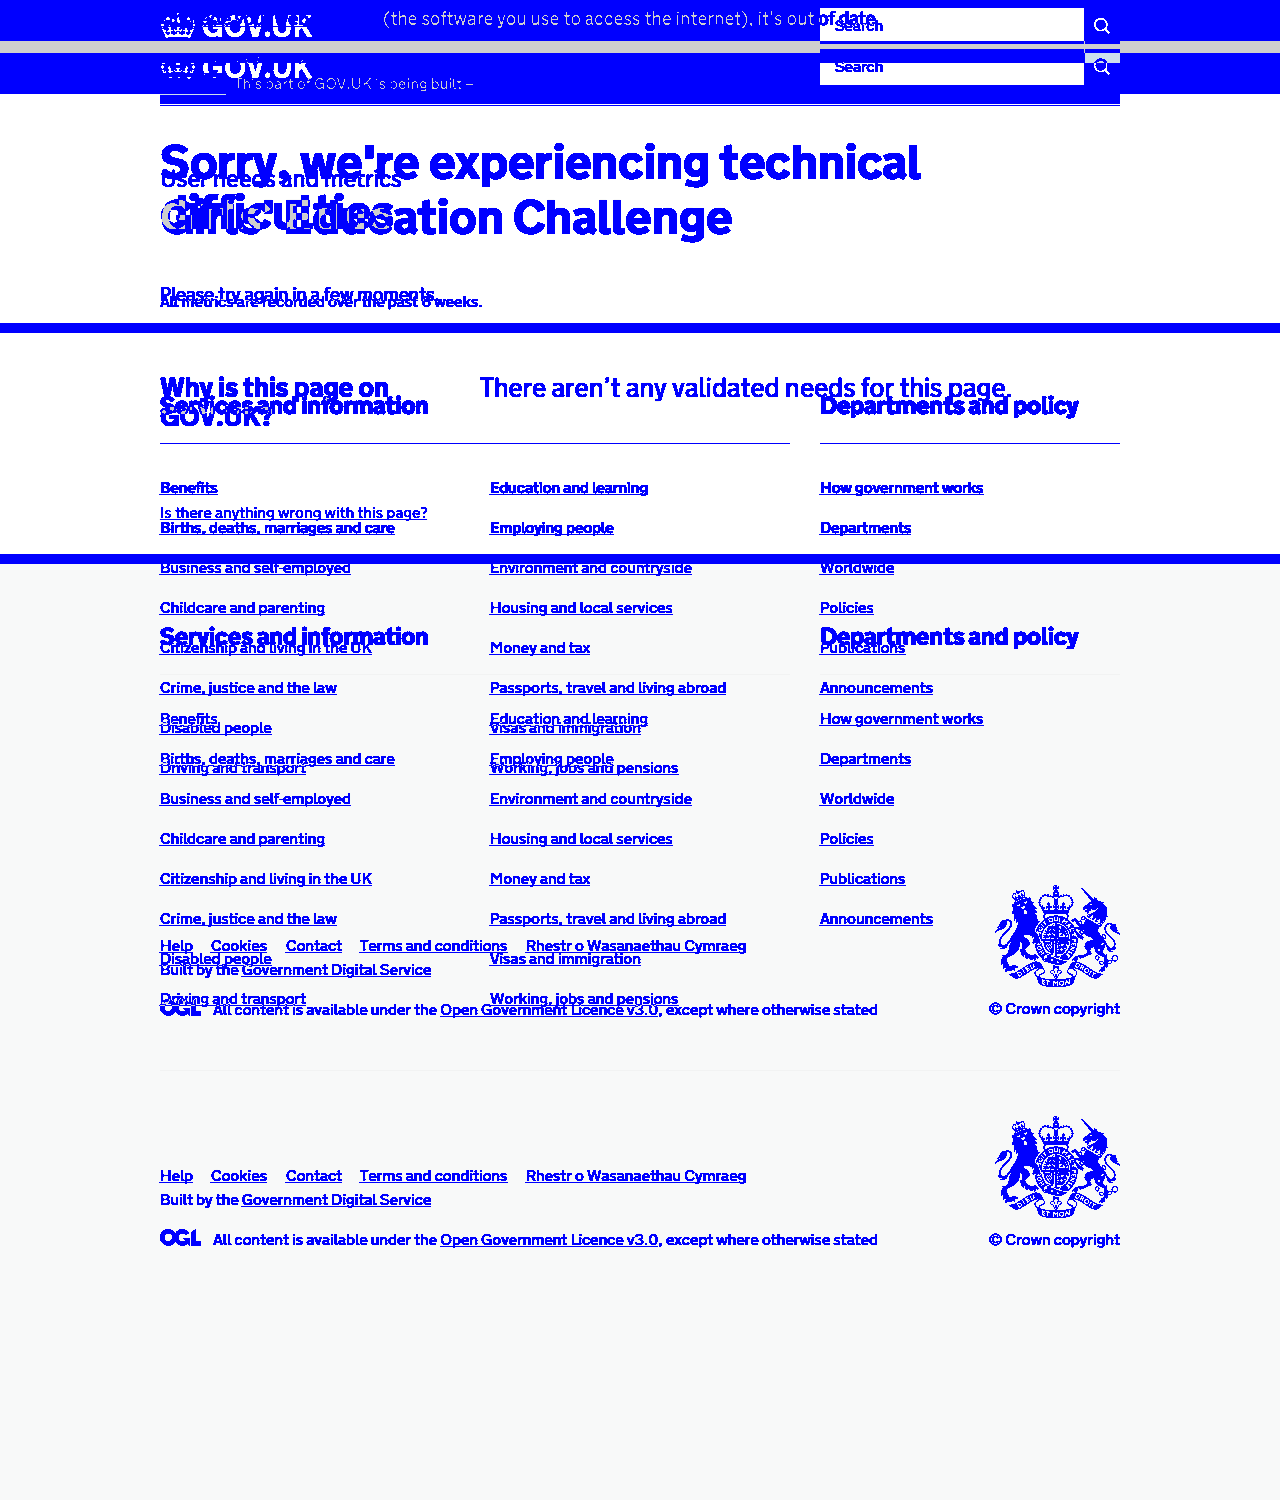 (the software you use to access the internet), it's out of date.
GOV.UK
Search
GOV.UK
Search
This part of GOV.UK is being built –
Sorry, we're experiencing technical
User needs and metrics
difficulties
Girls' Education Challenge
Please try again in a few moments.
All metrics are recorded over the past 6 weeks.
Why is this page on
GOV.UK?
There aren't any validated needs for this page.
Services and information
Departments and policy
Benefits
Education and learning
How government works
Is there anything wrong with this page?
Births, deaths, marriages and care
Employing people
Departments
Business and self-employed
Environment and countryside
Worldwide
Childcare and parenting
Housing and local services
Policies
Services and information
Departments and policy
Citizenship and living in the UK
Money and tax
Publications
Crime, justice and the law
Passports, travel and living abroad
Announcements
Benefits
Education and learning
How government works
Disabled people
Visas and immigration
Births, deaths, marriages and care
Employing people
Departments
Driving and transport
Working, jobs and pensions
Business and self-employed
Environment and countryside
Worldwide
Childcare and parenting
Housing and local services
Policies
Citizenship and living in the UK
Money and tax
Publications
Crime, justice and the law
Passports, travel and living abroad
Announcements
Help Cookies Contact Terms and conditions Rhestr o Wasanaethau Cymraeg
Disabled people
Visas and immigration
Built by the Government Digital Service
Driving and transport
Working, jobs and pensions
OGL All content is available under the Open Government Licence v3.0, except where otherwise stated
© Crown copyright
Help Cookies Contact Terms and conditions Rhestr o Wasanaethau Cymraeg
Built by the Government Digital Service
OGL All content is available under the Open Government Licence v3.0, except where otherwise stated
© Crown copyright